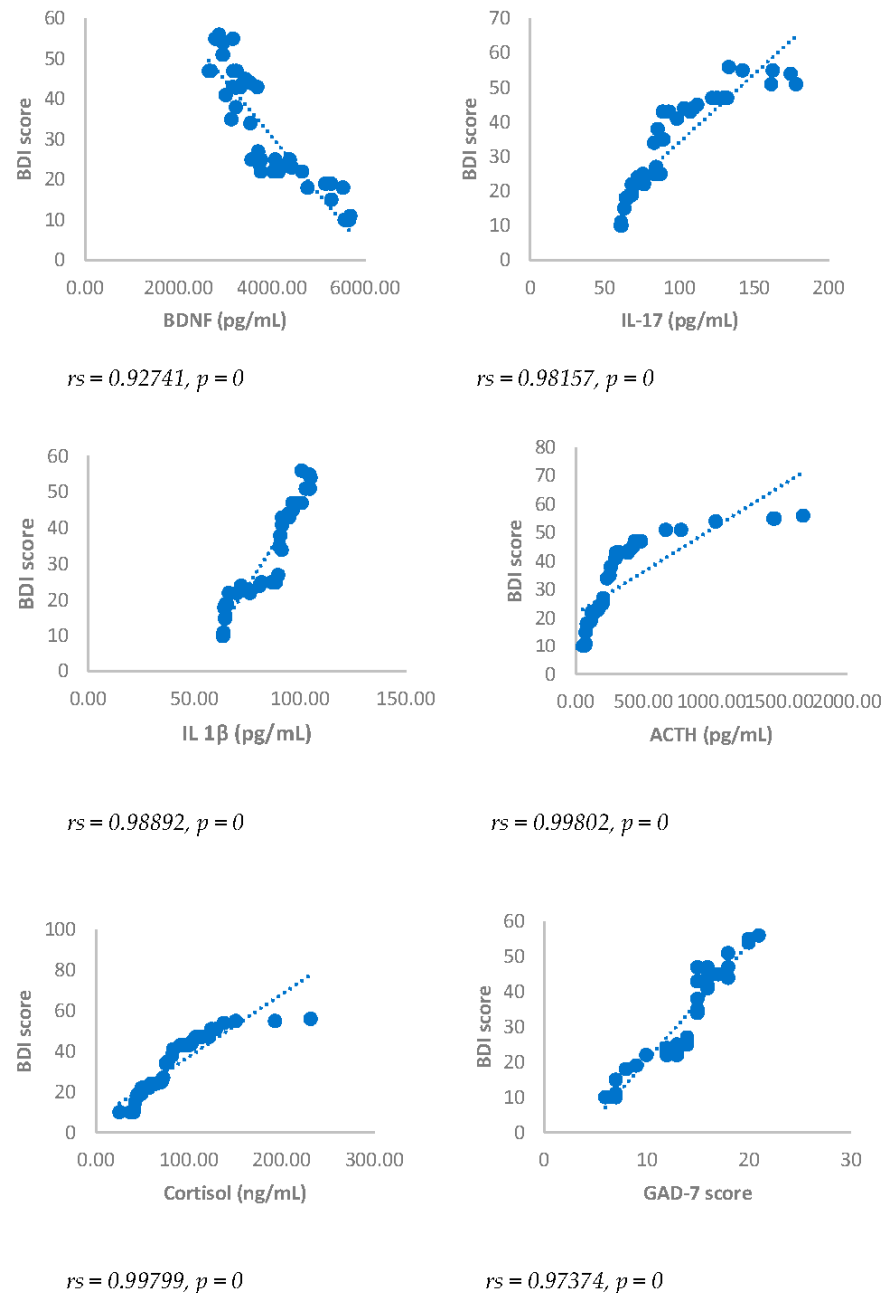 60
50
40
30
20
10
0
BDI score
0.00 2000.00 4000.00 6000.00
BDNF (pg/mL)
rs = 0.92741, p = 0
70
60
50
40
30
20
10
0
BDI score
0 50 100 150 200
IL-17 (pg/mL)
rs = 0.98157, p = 0
60
50
40
30
20
10
0
BDI score
0.00 50.00 100.00 150.00
IL 1β (pg/mL)
rs = 0.98892, p = 0
80
70
60
50
40
30
20
10
0
BDI score
0.00 500.00 1000.00 1500.00 2000.00
ACTH (pg/mL)
rs = 0.99802, p = 0
100
80
60
40
20
0
BDI score
0.00 100.00 200.00 300.00
Cortisol (ng/mL)
rs = 0.99799, p = 0
60
50
40
30
20
10
0
BDI score
0 10 20 30
GAD-7 score
rs = 0.97374, p = 0